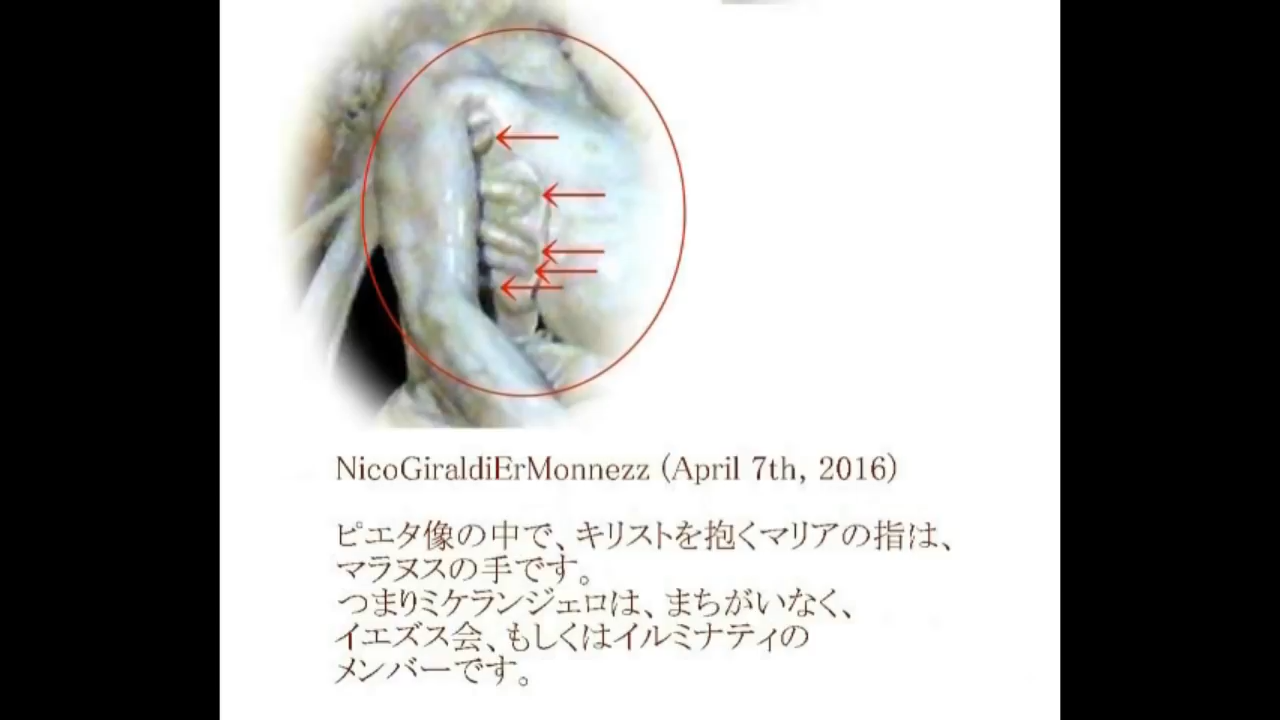 NicoGiraldiErMonnezz (April 7th, 2016)
ピエタ像の中で、キリストを抱くマリアの指は、
マラヌスの手です。
つまりミケランジェロは、まちがいなく、
イエズス会、もしくはイルミナティの
メンバーです。